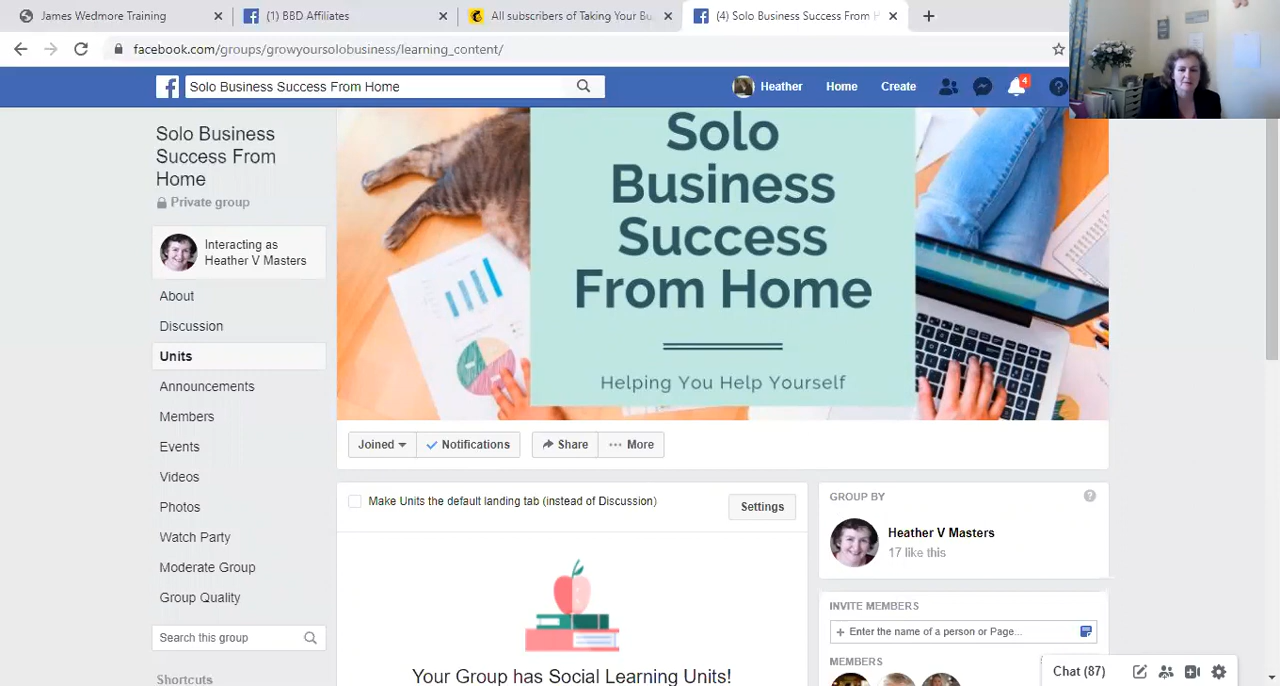 James Wedmore Training
(1) BBD Affiliates
All subscribers of Taking Your Bu
(4) Solo Business Success From H
facebook.com/groups/growyoursolobusiness/learning_content/
Solo Business Success From Home
Heather
Home
Create
4
Solo Business
Success From
Home
Private group
Interacting as
Heather V Masters
About
Discussion
Units
Announcements
Members
Events
Videos
Photos
Watch Party
Moderate Group
Group Quality
Search this group
Shortcuts
Solo
Business
Success
From Home
Helping You Help Yourself
Joined
Notifications
Share
More
Make Units the default landing tab (instead of Discussion)
Settings
Your Group has Social Learning Units!
GROUP BY
Heather V Masters
17 like this
INVITE MEMBERS
+ Enter the name of a person or Page...
MEMBERS
Chat (87)